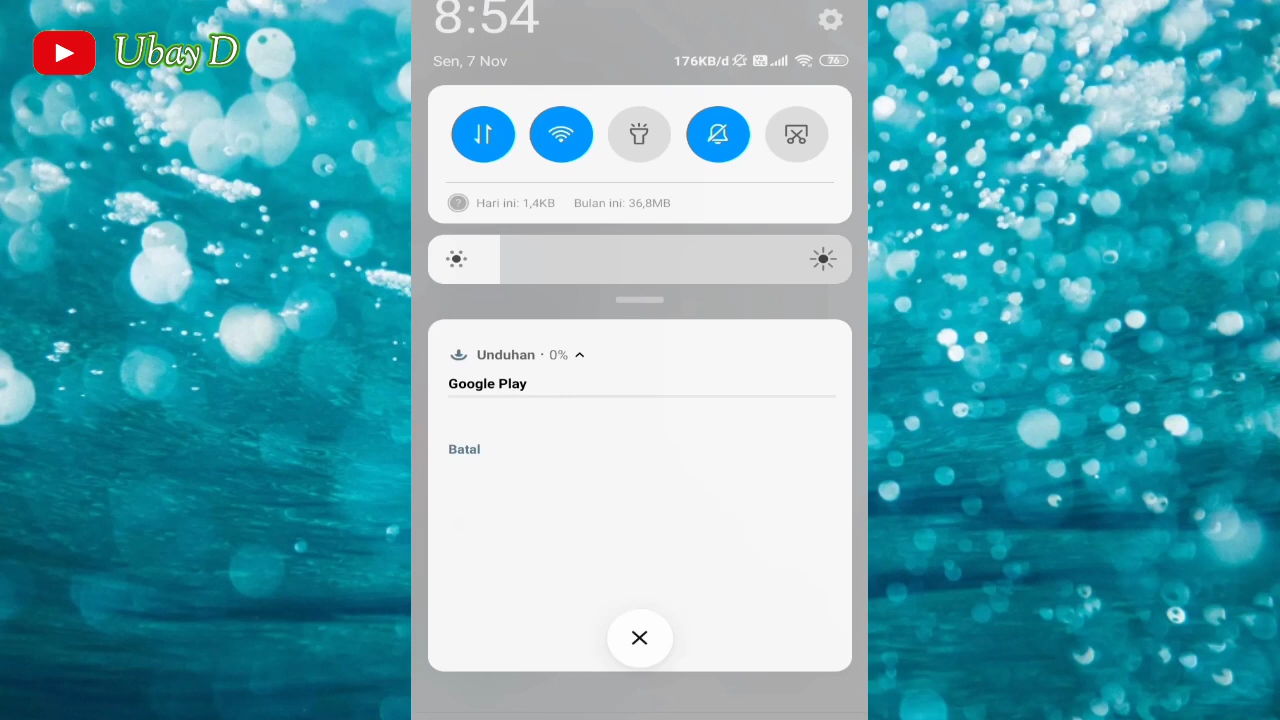 Ubay D
8:54
Sen, 7 Nov
176KB/d 76
Hari ini: 1,4KB Bulan ini: 36,8MB
Unduhan · 0%
Google Play
Batal